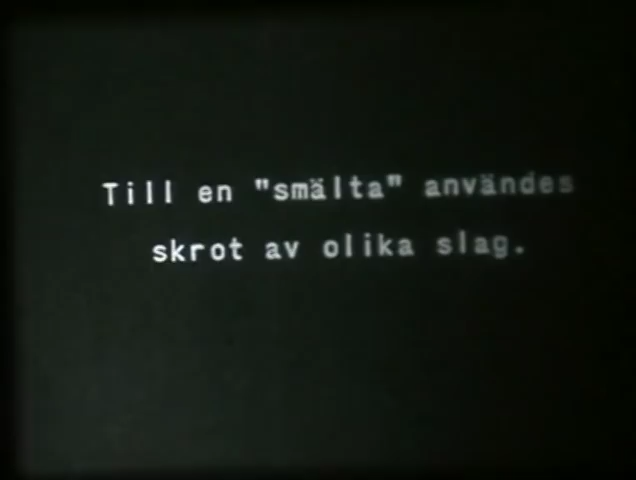 Till en "smälta" användes
skrot av olika slag.